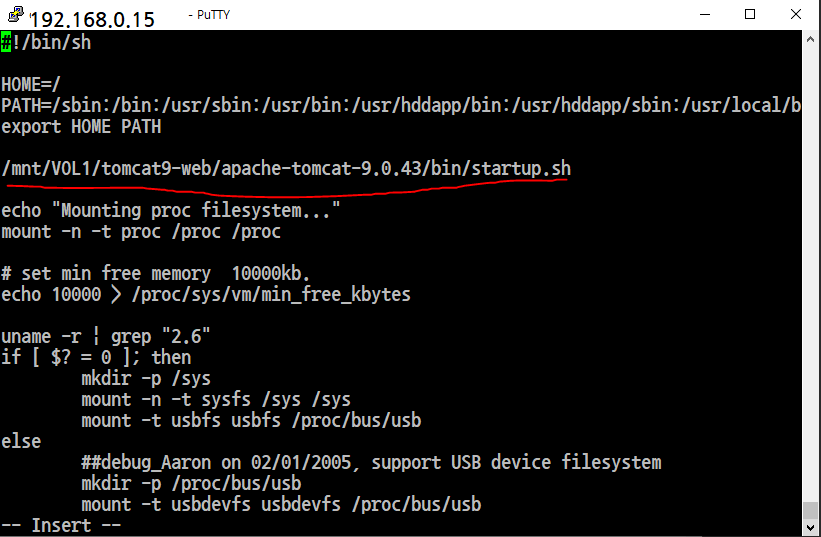 192.168.0.15 - PuTTY
#!/bin/sh
HOME=/
PATH=/sbin:/bin:/usr/sbin:/usr/bin:/usr/hddapp/bin:/usr/hddapp/sbin:/usr/local/b
export HOME PATH
/mnt/VOL1/tomcat9-web/apache-tomcat-9.0.43/bin/startup.sh
echo "Mounting proc filesystem..."
mount -n -t proc /proc /proc
# set min free memory  10000kb.
echo 10000 > /proc/sys/vm/min_free_kbytes
uname -r ¦ grep "2.6"
if [ $? = 0 ]; then
mkdir -p /sys
mount -n -t sysfs /sys /sys
mount -t usbfs usbfs /proc/bus/usb
else
##debug_Aaron on 02/01/2005, support USB device filesystem
mkdir -p /proc/bus/usb
mount -t usbdevfs usbdevfs /proc/bus/usb
-- Insert --